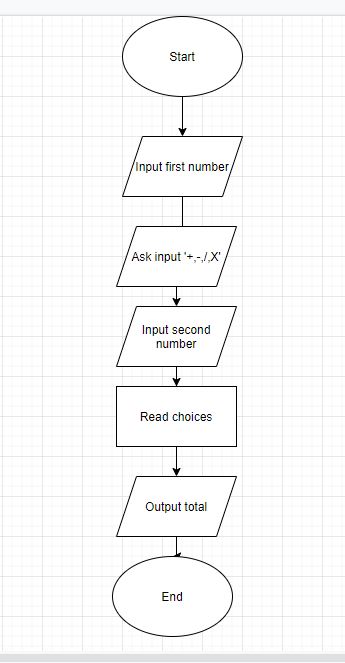 Start
Input first number
Ask input '+,-,/,X'
Input second
number
Read choices
Output total
End